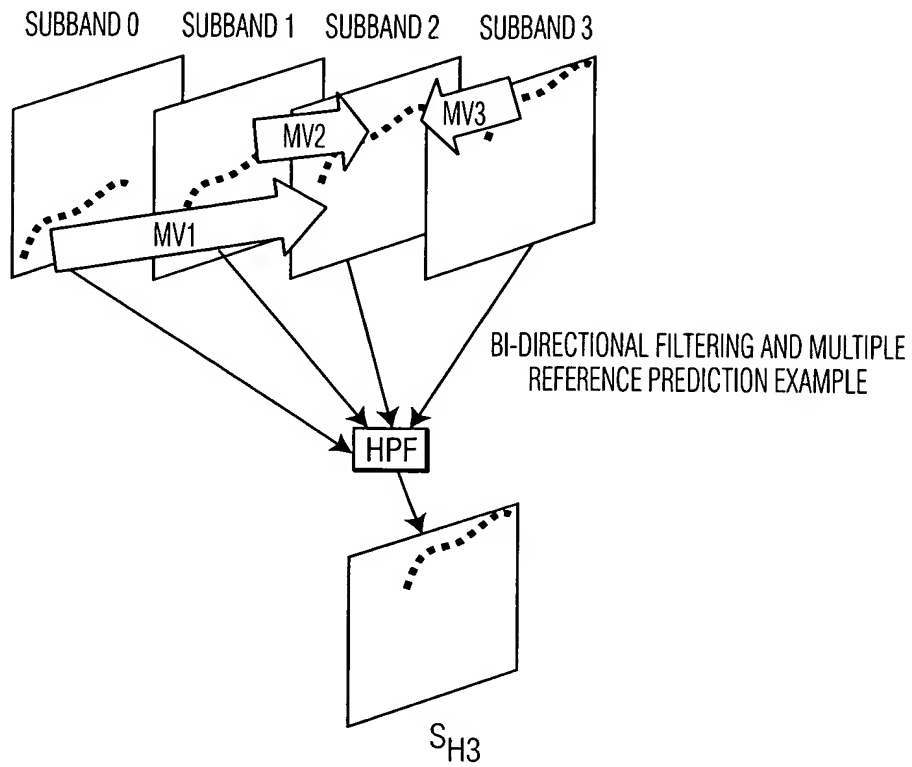 SUBBAND 0 SUBBAND 1 SUBBAND 2 SUBBAND 3
MV2
MV3
MV1
BI-DIRECTIONAL FILTERING AND MULTIPLE
REFERENCE PREDICTION EXAMPLE
HPF
SH3